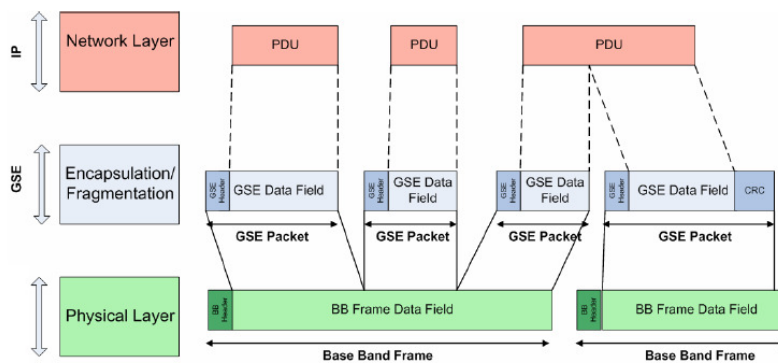 IP
Network Layer
PDU
PDU
PDU
GSE
Encapsulation/
Fragmentation
GSE
Header
GSE Data Field
GSE
Header
GSE Data
Field
GSE
Header
GSE Data
Field
GSE
Header
GSE Data Field
CRC
GSE Packet
GSE Packet
GSE Packet
GSE Packet
Physical Layer
BB
Header
BB Frame Data Field
BB
Header
BB Frame Data Field
Base Band Frame
Base Band Frame